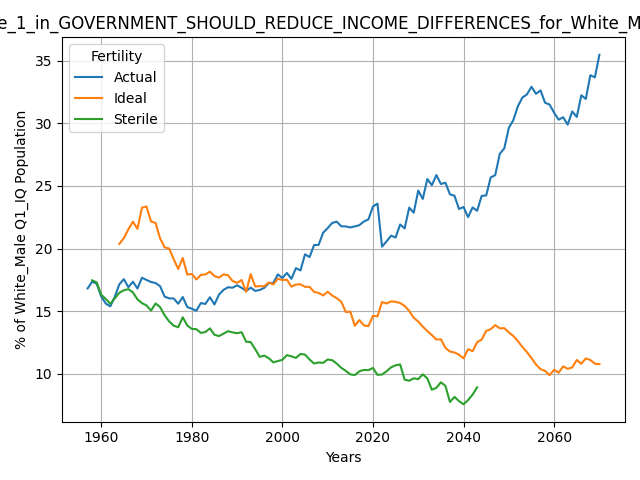 e_1_in_GOVERNMENT_SHOULD_REDUCE_INCOME_DIFFERENCES_for_White_M
Fertility
Actual
Ideal
Sterile
% of White_Male Q1_IQ Population
35
30
25
20
15
10
1960
1980
2000
2020
2040
2060
Years